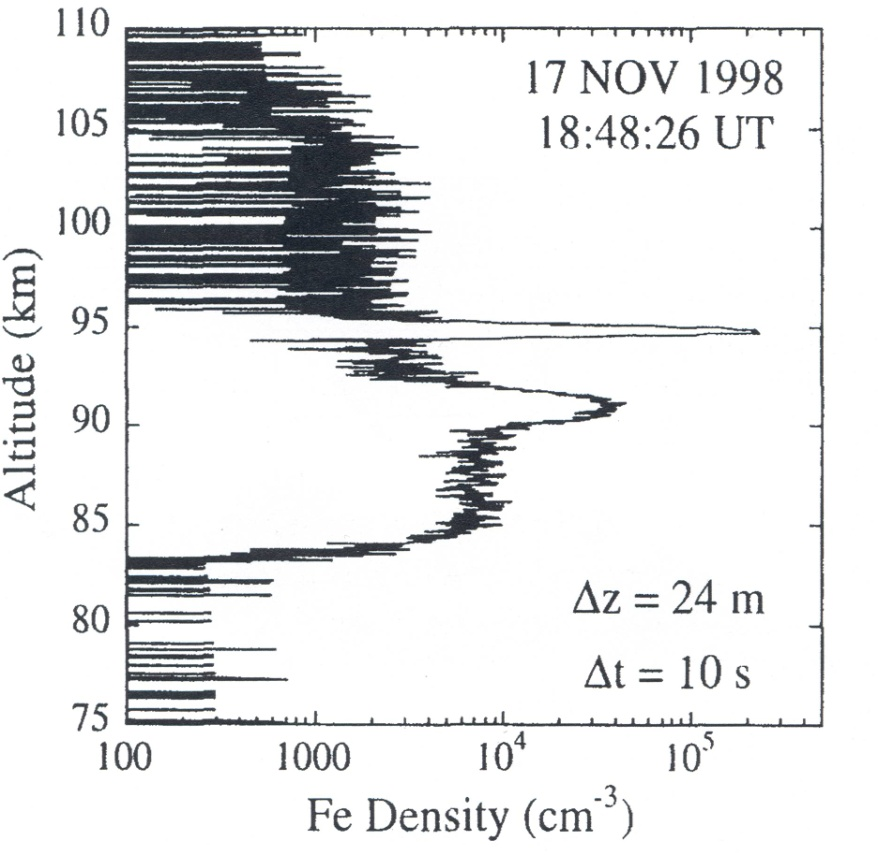 17 NOV 1998
18:48:26 UT
110
105
100
95
90
85
80
75
Altitude (km)
Δz = 24 m
Δt = 10 s
100
1000
10⁴
10⁵
Fe Density (cm⁻³)